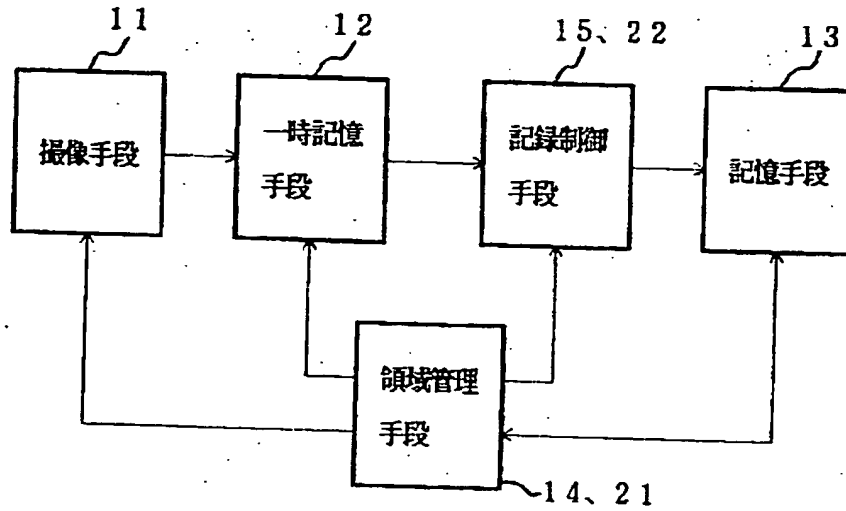 11
12
15、22
13
撮像手段
一時記憶
手段
記録制御
手段
記憶手段
領域管理
手段
14、21